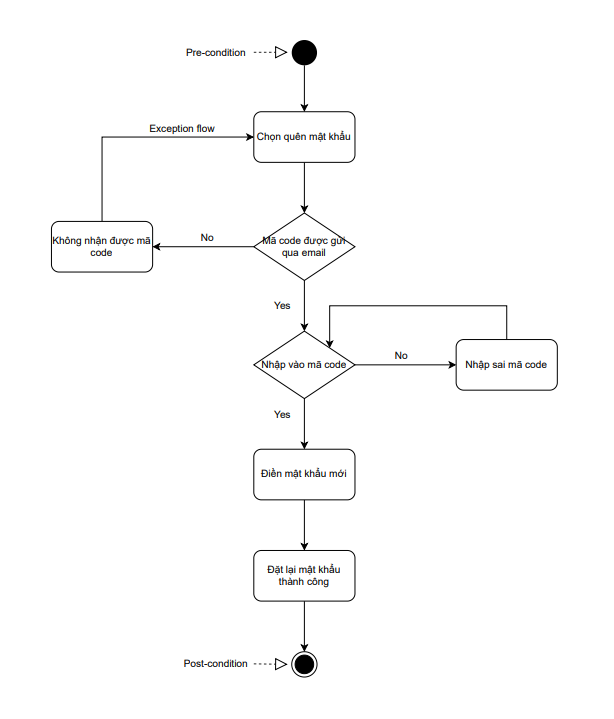 Pre-condition
Exception flow
Chọn quên mật khẩu
Không nhận được mã
code
No
Mã code được gửi
qua email
Yes
Nhập vào mã code
No
Nhập sai mã code
Yes
Điền mật khẩu mới
Đặt lại mật khẩu
thành công
Post-condition